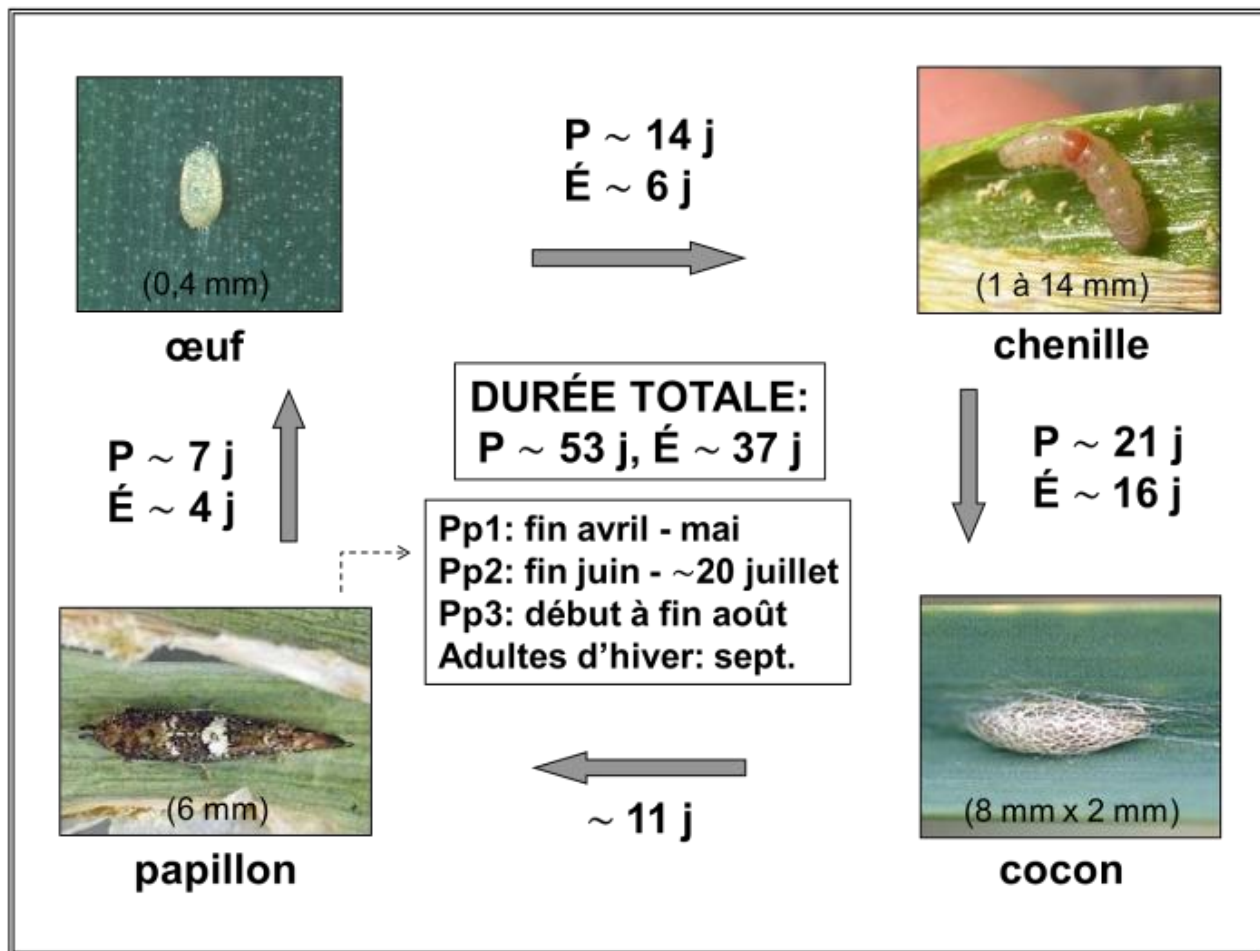 P ~ 14 j
É ~ 6 j
(0,4 mm)
œuf
(1 à 14 mm)
chenille
DURÉE TOTALE:
P ~ 53 j, É ~ 37 j
P ~ 7 j
É ~ 4 j
P ~ 21 j
É ~ 16 j
Pp1: fin avril - mai
Pp2: fin juin - ~20 juillet
Pp3: début à fin août
Adultes d’hiver: sept.
(6 mm)
papillon
~ 11 j
(8 mm x 2 mm)
cocon